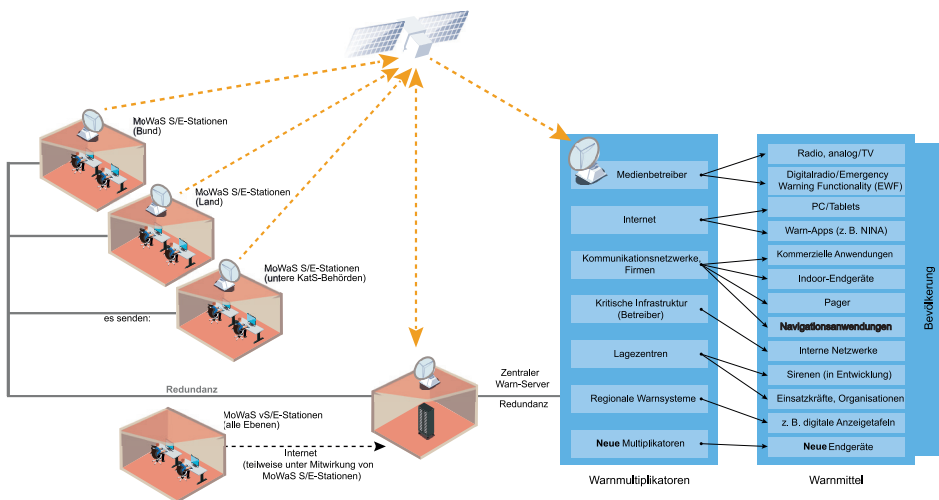 MoWaS S/E-Stationen
(Bund)
MoWaS S/E-Stationen
(Land)
MoWaS S/E-Stationen
(untere KatS-Behörden)
es senden:
Redundanz
MoWaS vS/E-Stationen
(alle Ebenen)
Internet
(teilweise unter Mitwirkung von
MoWaS S/E-Stationen)
Zentraler
Warn-Server
Redundanz
Medienbetreiber
Internet
Kommunikationsnetzwerke,
Firmen
Kritische Infrastruktur
(Betreiber)
Lagezentren
Regionale Warnsysteme
Neue Multiplikatoren
Warnmultiplikatoren
Radio, analog/TV
Digitalradio/Emergency
Warning Functionality (EWF)
PC/Tablets
Warn-Apps (z. B. NINA)
Kommerzielle Anwendungen
Indoor-Endgeräte
Pager
Navigationsanwendungen
Interne Netzwerke
Sirenen (in Entwicklung)
Einsatzkräfte, Organisationen
z. B. digitale Anzeigetafeln
Neue Endgeräte
Warnmittel
Bevölkerung